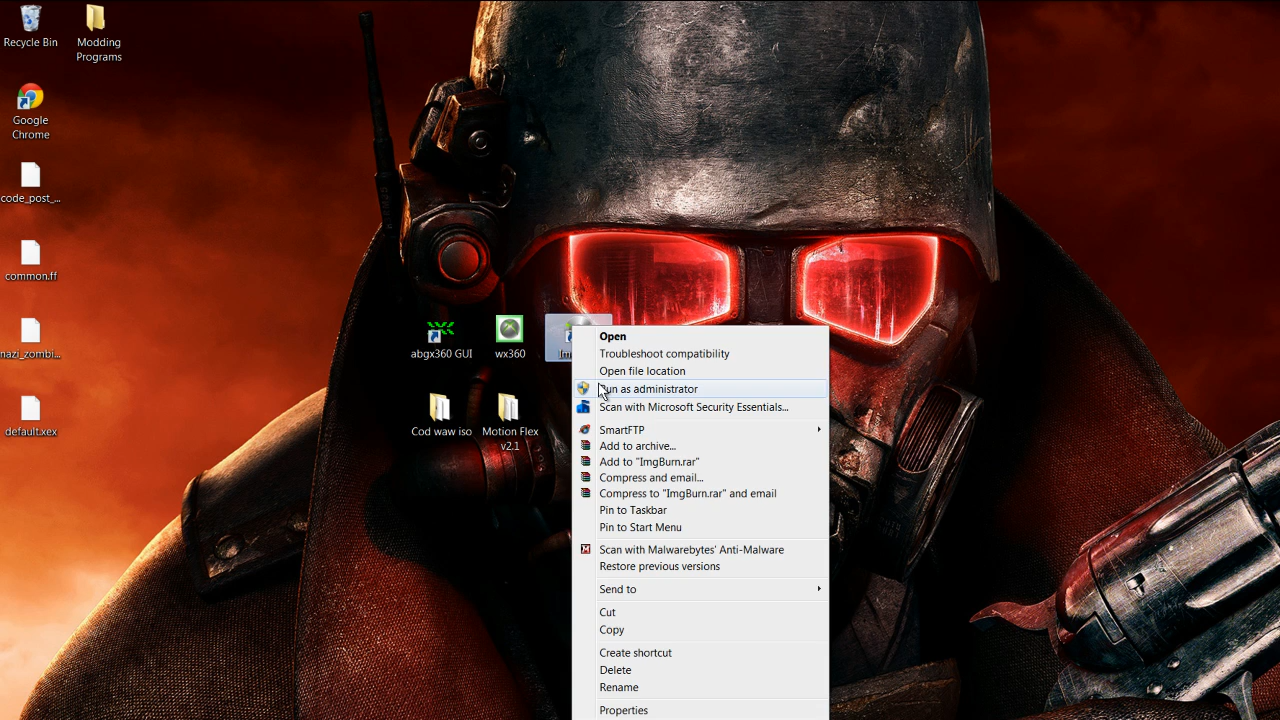 Recycle Bin
Modding
Programs
Google
Chrome
code_post_...
common.ff
nazi_zombi...
default.xex
abgx360 GUI
wx360
Im
Cod waw iso
Motion Flex
v2.1
Open
Troubleshoot compatibility
Open file location
Run as administrator
Scan with Microsoft Security Essentials...
SmartFTP
Add to archive...
Add to "ImgBurn.rar"
Compress and email...
Compress to "ImgBurn.rar" and email
Pin to Taskbar
Pin to Start Menu
Scan with Malwarebytes' Anti-Malware
Restore previous versions
Send to
Cut
Copy
Create shortcut
Delete
Rename
Properties